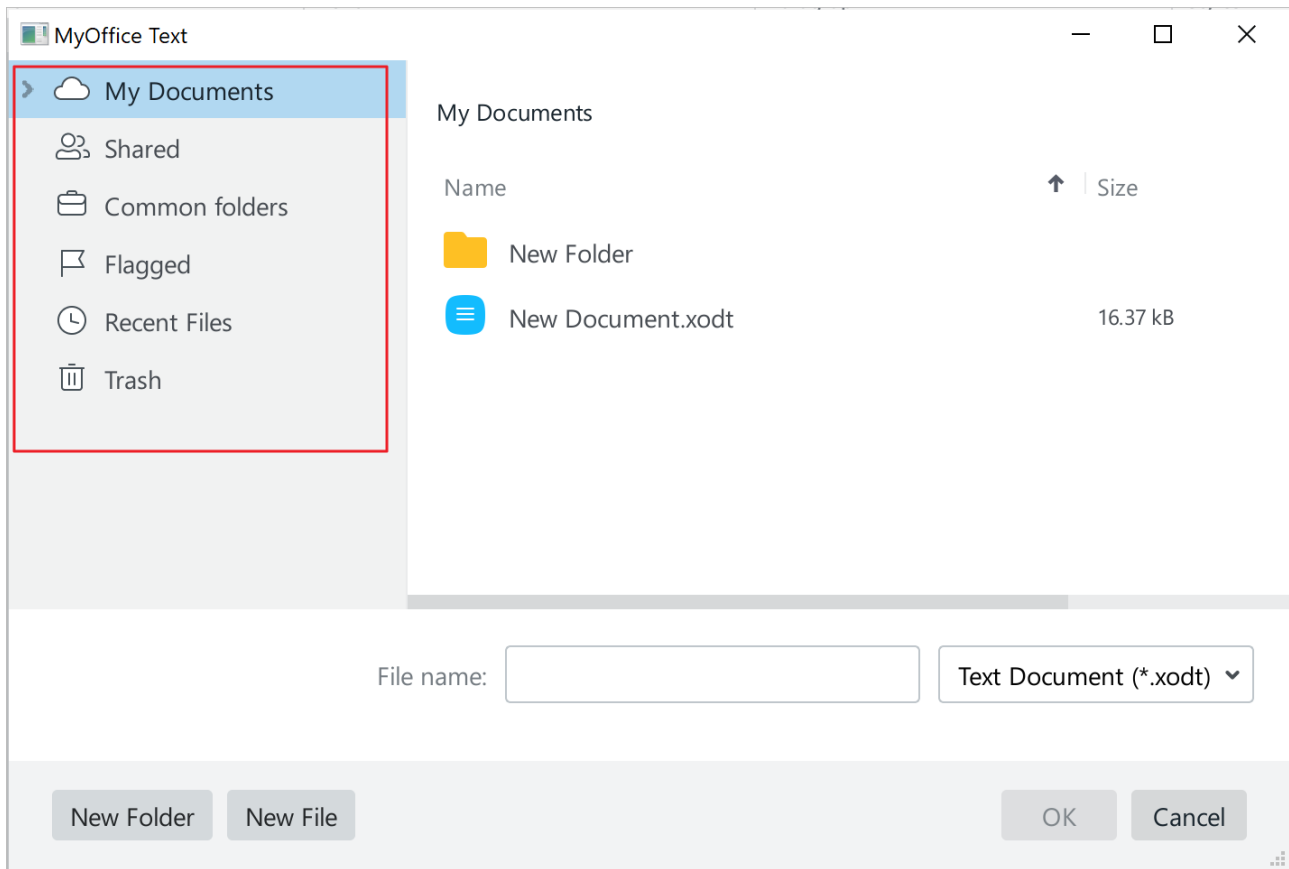 MyOffice Text
My Documents
Shared
Common folders
Flagged
Recent Files
Trash
My Documents
Name Size
New Folder
New Document.xodt 16.37 kB
File name: Text Document (*.xodt)
New Folder New File OK Cancel